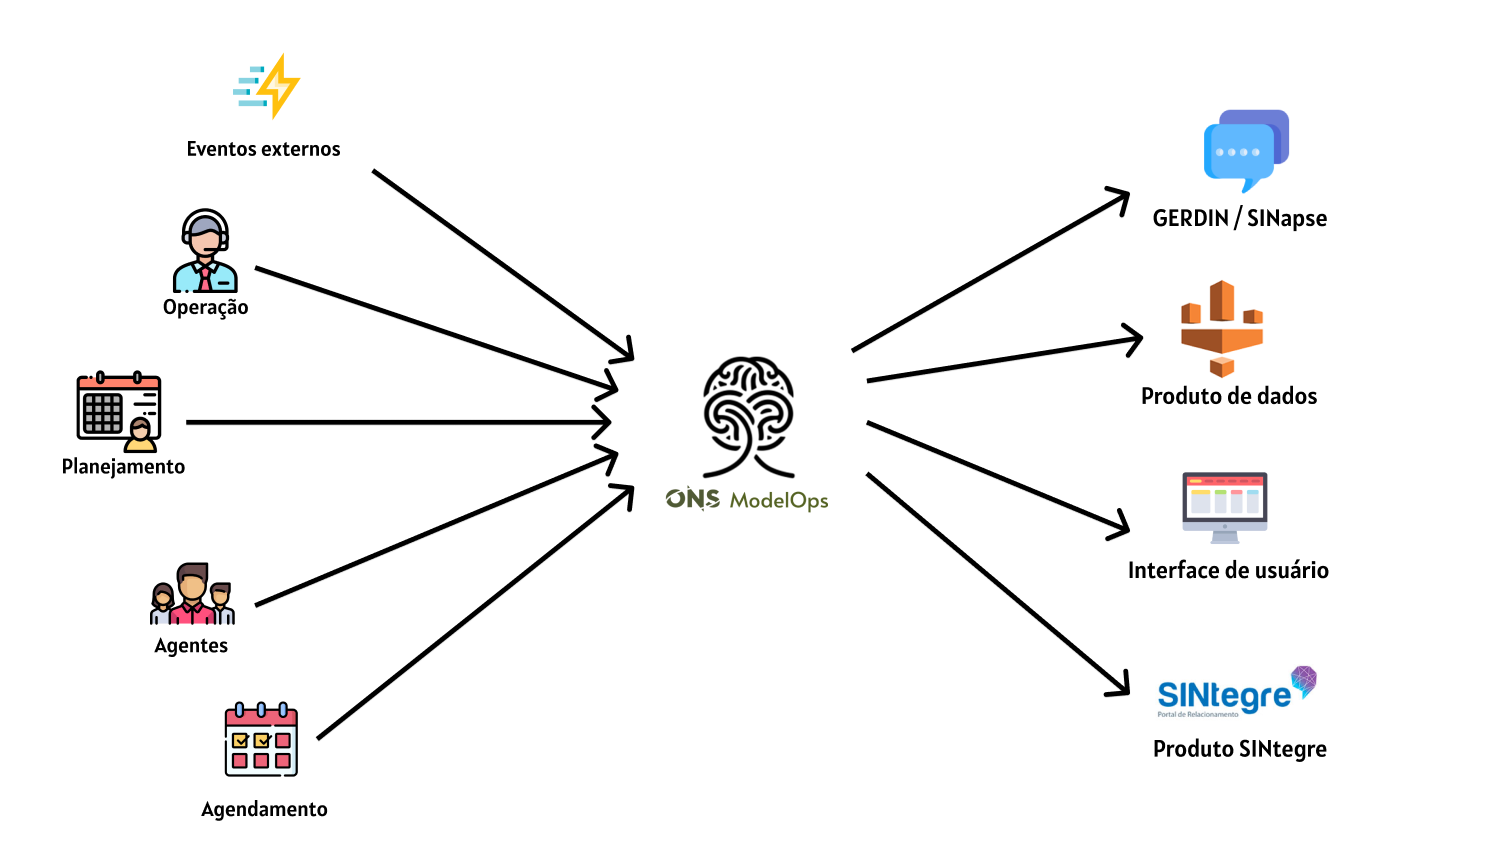 Eventos externos
Operação
Planejamento
Agentes
Agendamento
ONS ModelOps
GERDIN / SINapse
Produto de dados
Interface de usuário
SINtegre
Portal de Relacionamento
Produto SINtegre